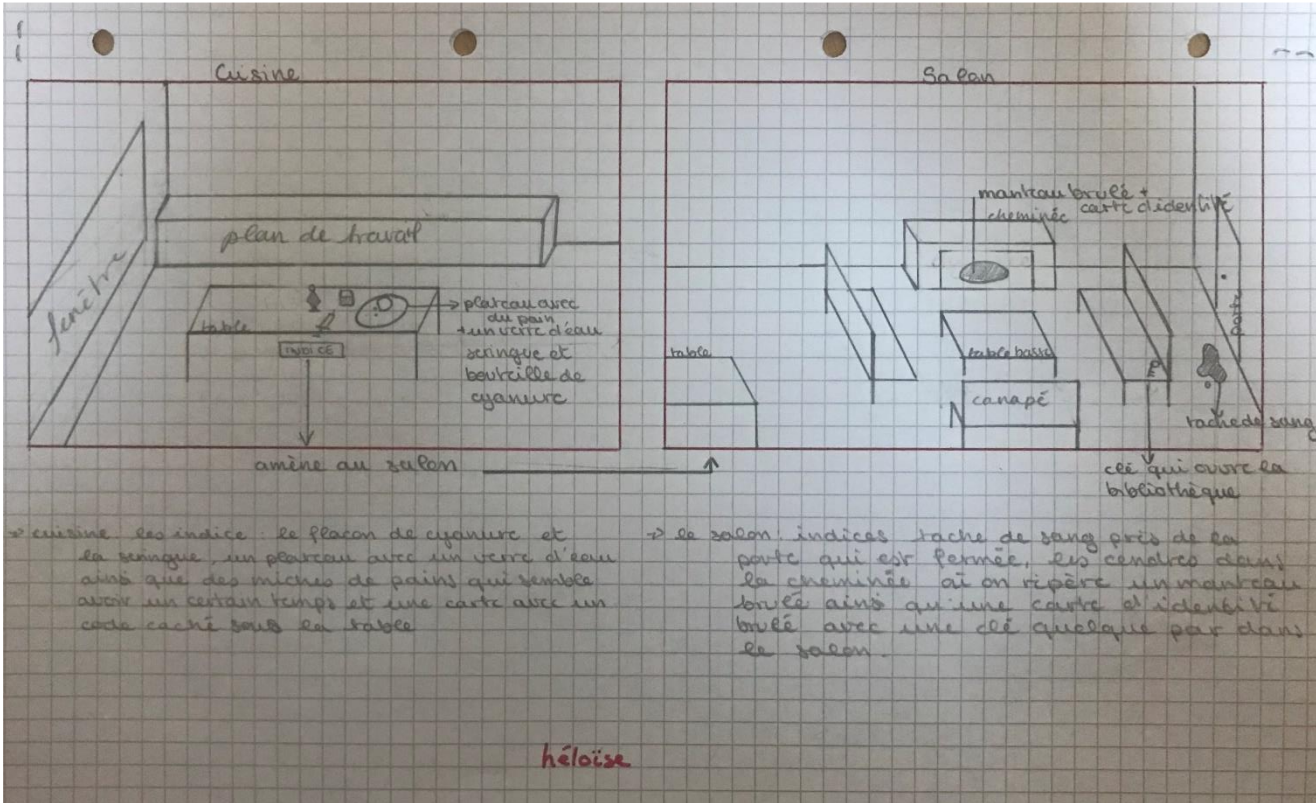 Cuisine
plan de travail
fenêtre
table
INDICE
plateau avec
du pain
+ un verre d'eau
seringue et
bouteille de
cyanure
amène au salon
Salon
manteau brulé +
carte d'identité
cheminée
table
table basse
canapé
porte
tache de sang
clé qui ouvre la
bibliothèque
→ cuisine les indice le flacon de cyanure et
la seringue, un plateau avec un verre d'eau
ainsi que des miches de pains qui semble
avoir un certain temps et une carte avec un
code caché sous la table
→ le salon. indices tache de sang près de la
porte qui est fermée, les cendres dans
la cheminée où on repère un manteau
brulé ainsi qu'une carte d'identité
brulé avec une clé quelque par dans
le salon.
héloïse